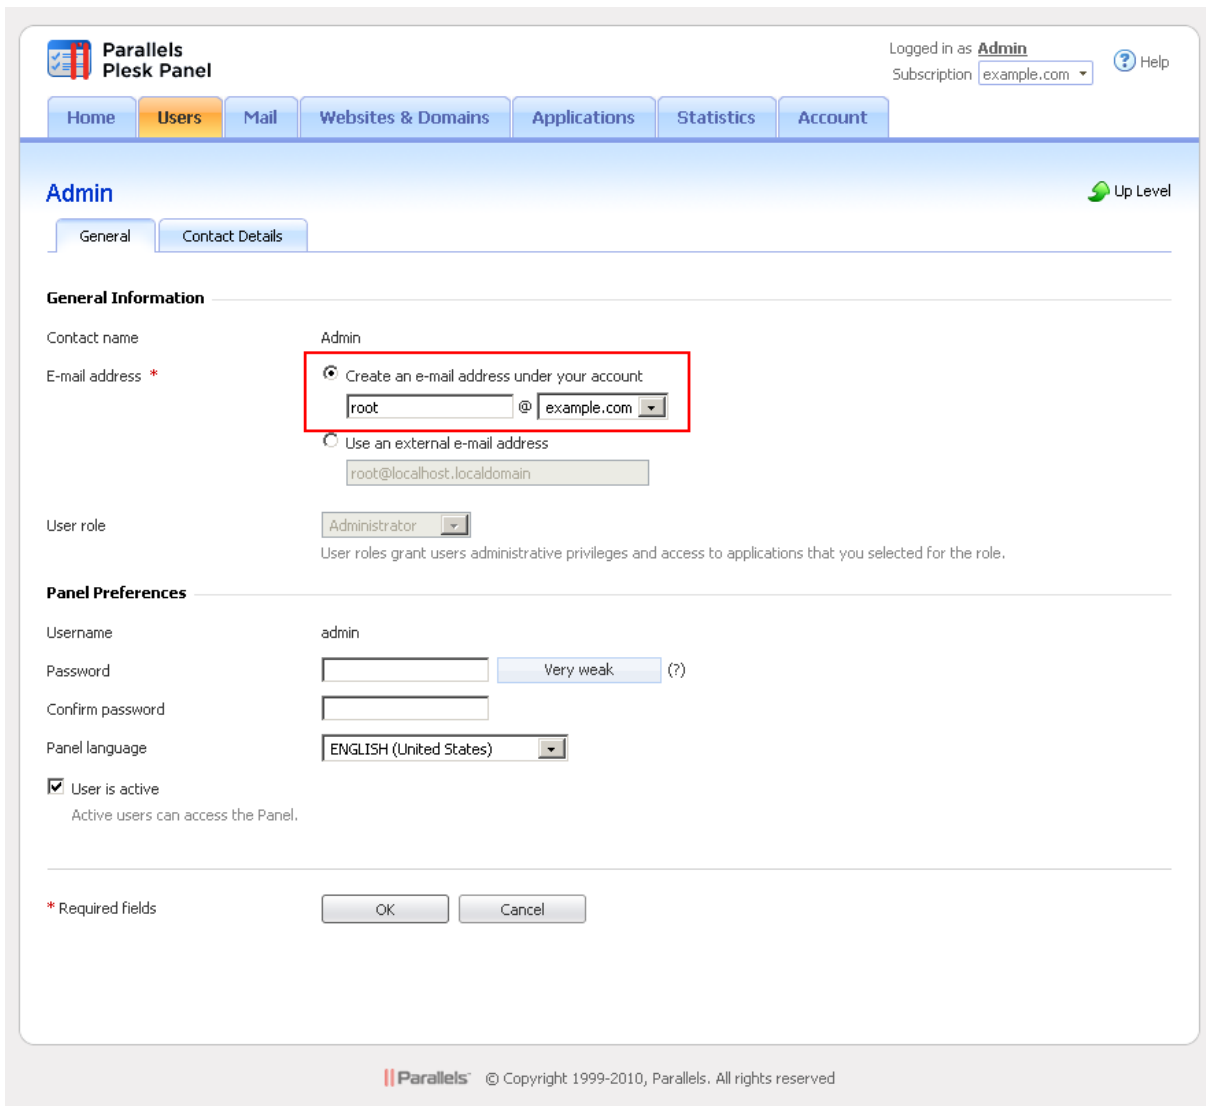 Parallels
Plesk Panel
Logged in as Admin
Subscription example.com
Help
Home Users Mail Websites & Domains Applications Statistics Account
Admin
Up Level
General Contact Details
General Information
Contact name Admin
E-mail address * Create an e-mail address under your account
root @ example.com
Use an external e-mail address
root@localhost.localdomain
User role Administrator
User roles grant users administrative privileges and access to applications that you selected for the role.
Panel Preferences
Username admin
Password Very weak (?)
Confirm password
Panel language ENGLISH (United States)
User is active
Active users can access the Panel.
* Required fields OK Cancel
Parallels © Copyright 1999-2010, Parallels. All rights reserved